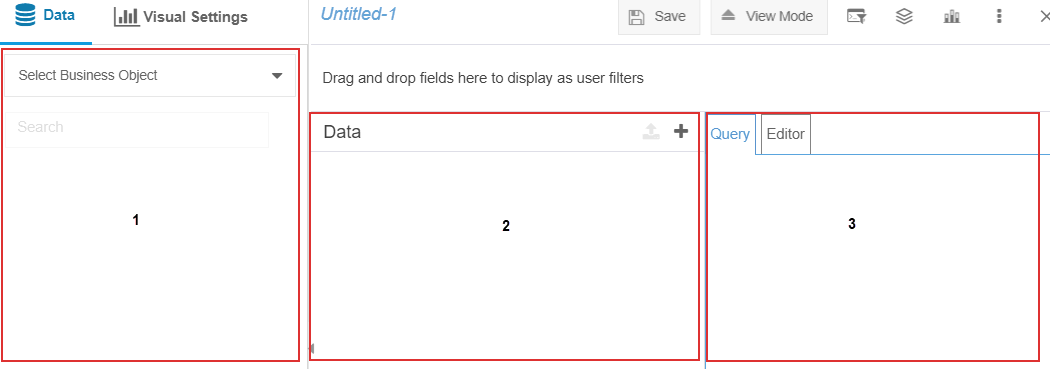 Data
Visual Settings
Untitled-1
Save
View Mode
Select Business Object
Drag and drop fields here to display as user filters
Search
Data
Query
Editor
1
2
3